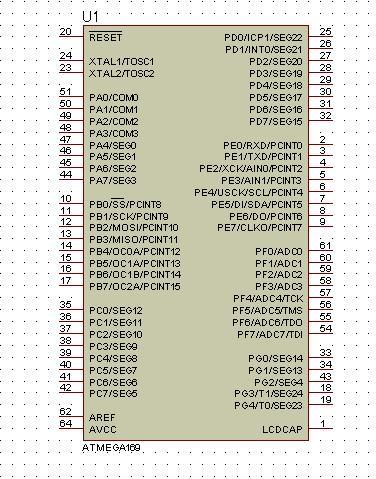 U1
20 RESET
24 XTAL1/TOSC1
23 XTAL2/TOSC2
51 PA0/COM0
50 PA1/COM1
49 PA2/COM2
48 PA3/COM3
47 PA4/SEG0
46 PA5/SEG1
45 PA6/SEG2
44 PA7/SEG3
10 PB0/SS/PCINT8
11 PB1/SCK/PCINT9
12 PB2/MOSI/PCINT10
13 PB3/MISO/PCINT11
14 PB4/OC0A/PCINT12
15 PB5/OC1A/PCINT13
16 PB6/OC1B/PCINT14
17 PB7/OC2A/PCINT15
35 PC0/SEG12
36 PC1/SEG11
37 PC2/SEG10
38 PC3/SEG9
39 PC4/SEG8
40 PC5/SEG7
41 PC6/SEG6
42 PC7/SEG5
62 AREF
64 AVCC
PD0/ICP1/SEG22 25
PD1/INT0/SEG21 26
PD2/SEG20 27
PD3/SEG19 28
PD4/SEG18 29
PD5/SEG17 30
PD6/SEG16 31
PD7/SEG15 32
PE0/RXD/PCINT0 2
PE1/TXD/PCINT1 3
PE2/XCK/AIN0/PCINT2 4
PE3/AIN1/PCINT3 5
PE4/USCK/SCL/PCINT4 6
PE5/DI/SDA/PCINT5 7
PE6/DO/PCINT6 8
PE7/CLKO/PCINT7 9
PF0/ADC0 61
PF1/ADC1 60
PF2/ADC2 59
PF3/ADC3 58
PF4/ADC4/TCK 57
PF5/ADC5/TMS 56
PF6/ADC6/TDO 55
PF7/ADC7/TDI 54
PG0/SEG14 33
PG1/SEG13 34
PG2/SEG4 43
PG3/T1/SEG24 18
PG4/T0/SEG23 19
LCDCAP 1
ATMEGA169